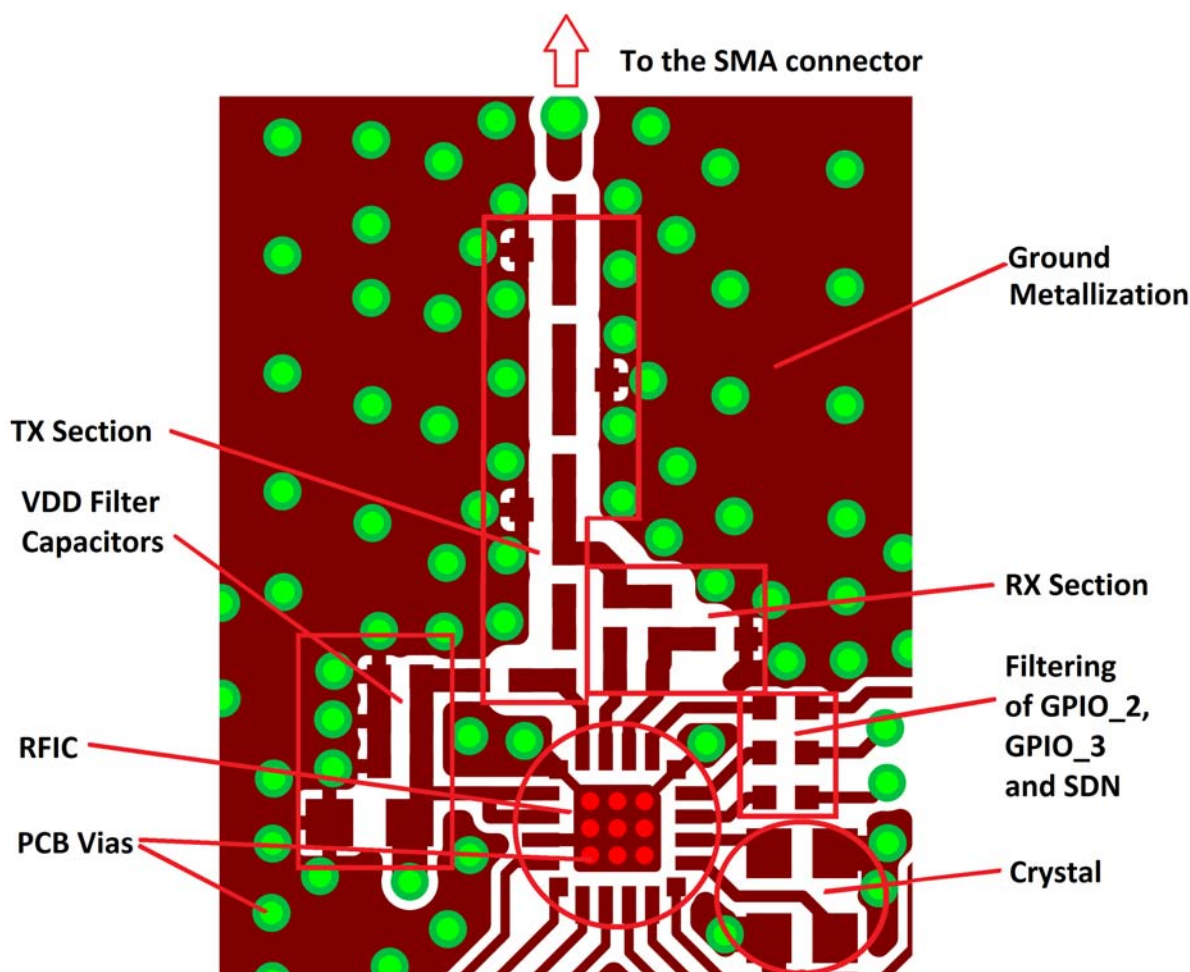 To the SMA connector
Ground
Metallization
TX Section
VDD Filter
Capacitors
RX Section
Filtering
of GPIO_2,
GPIO_3
and SDN
RFIC
PCB Vias
Crystal